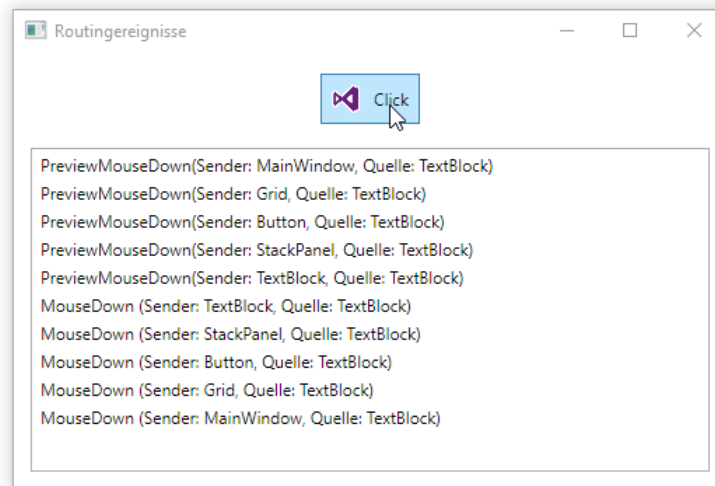 Routingereignisse
Click
PreviewMouseDown(Sender: MainWindow, Quelle: TextBlock)
PreviewMouseDown(Sender: Grid, Quelle: TextBlock)
PreviewMouseDown(Sender: Button, Quelle: TextBlock)
PreviewMouseDown(Sender: StackPanel, Quelle: TextBlock)
PreviewMouseDown(Sender: TextBlock, Quelle: TextBlock)
MouseDown (Sender: TextBlock, Quelle: TextBlock)
MouseDown (Sender: StackPanel, Quelle: TextBlock)
MouseDown (Sender: Button, Quelle: TextBlock)
MouseDown (Sender: Grid, Quelle: TextBlock)
MouseDown (Sender: MainWindow, Quelle: TextBlock)